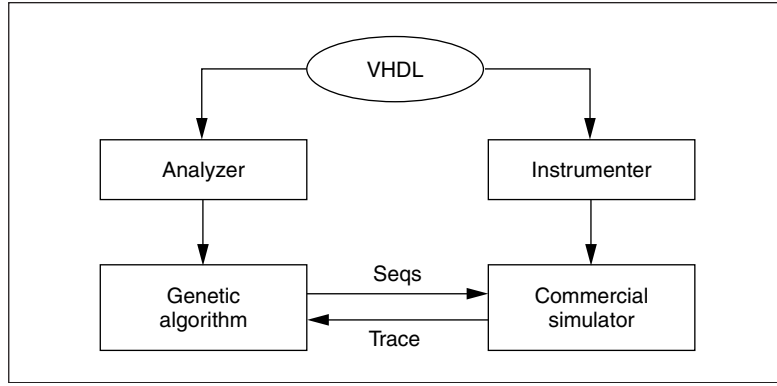 VHDL
Analyzer
Instrumenter
Genetic
algorithm
Seqs
Trace
Commercial
simulator